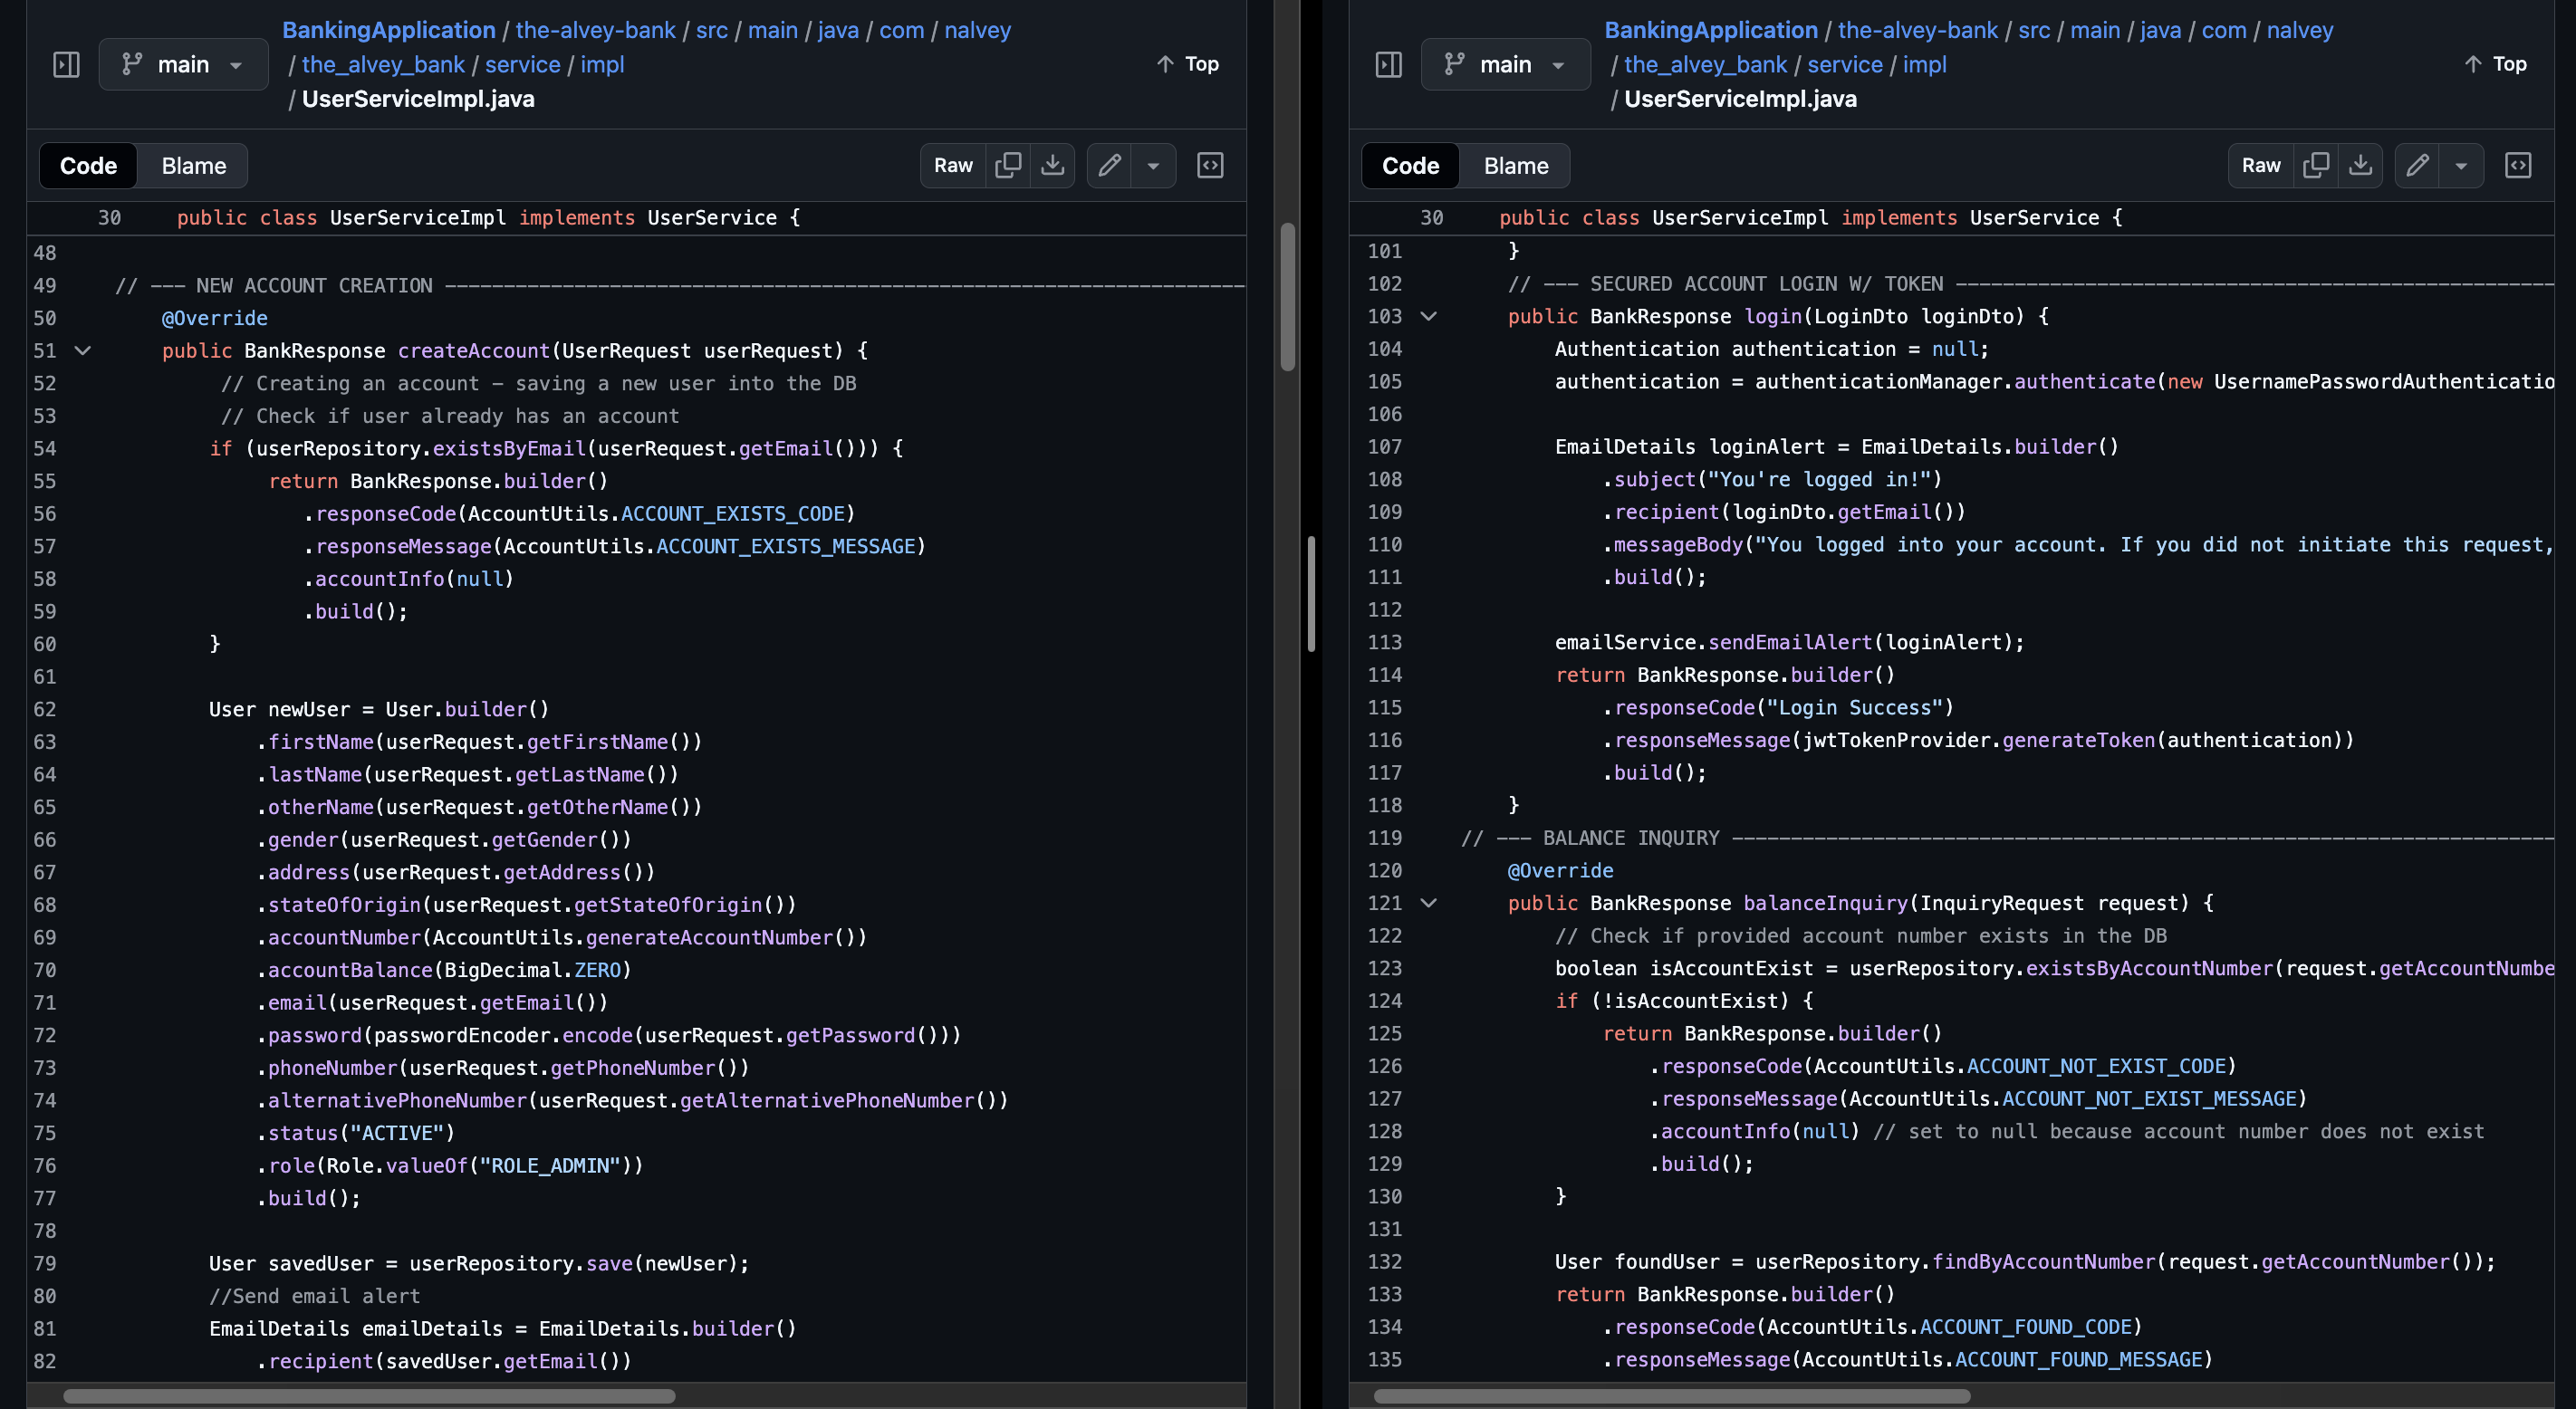 BankingApplication / the-alvey-bank / src / main / java / com / nalvey
/ the_alvey_bank / service / impl
/ UserServiceImpl.java
main
Top
Code Blame
Raw
30 public class UserServiceImpl implements UserService {
48
49 // --- NEW ACCOUNT CREATION --------------------------------------------------------------------
50 @Override
51 public BankResponse createAccount(UserRequest userRequest) {
52 // Creating an account - saving a new user into the DB
53 // Check if user already has an account
54 if (userRepository.existsByEmail(userRequest.getEmail())) {
55 return BankResponse.builder()
56 .responseCode(AccountUtils.ACCOUNT_EXISTS_CODE)
57 .responseMessage(AccountUtils.ACCOUNT_EXISTS_MESSAGE)
58 .accountInfo(null)
59 .build();
60 }
61
62 User newUser = User.builder()
63 .firstName(userRequest.getFirstName())
64 .lastName(userRequest.getLastName())
65 .otherName(userRequest.getOtherName())
66 .gender(userRequest.getGender())
67 .address(userRequest.getAddress())
68 .stateOfOrigin(userRequest.getStateOfOrigin())
69 .accountNumber(AccountUtils.generateAccountNumber())
70 .accountBalance(BigDecimal.ZERO)
71 .email(userRequest.getEmail())
72 .password(passwordEncoder.encode(userRequest.getPassword()))
73 .phoneNumber(userRequest.getPhoneNumber())
74 .alternativePhoneNumber(userRequest.getAlternativePhoneNumber())
75 .status("ACTIVE")
76 .role(Role.valueOf("ROLE_ADMIN"))
77 .build();
78
79 User savedUser = userRepository.save(newUser);
80 //Send email alert
81 EmailDetails emailDetails = EmailDetails.builder()
82 .recipient(savedUser.getEmail())
BankingApplication / the-alvey-bank / src / main / java / com / nalvey
/ the_alvey_bank / service / impl
/ UserServiceImpl.java
main
Top
Code Blame
Raw
30 public class UserServiceImpl implements UserService {
101 }
102 // --- SECURED ACCOUNT LOGIN W/ TOKEN ---------------------------------------------------
103 public BankResponse login(LoginDto loginDto) {
104 Authentication authentication = null;
105 authentication = authenticationManager.authenticate(new UsernamePasswordAuthenticatio
106
107 EmailDetails loginAlert = EmailDetails.builder()
108 .subject("You're logged in!")
109 .recipient(loginDto.getEmail())
110 .messageBody("You logged into your account. If you did not initiate this request,
111 .build();
112
113 emailService.sendEmailAlert(loginAlert);
114 return BankResponse.builder()
115 .responseCode("Login Success")
116 .responseMessage(jwtTokenProvider.generateToken(authentication))
117 .build();
118 }
119 // --- BALANCE INQUIRY ----------------------------------------------------------------------
120 @Override
121 public BankResponse balanceInquiry(InquiryRequest request) {
122 // Check if provided account number exists in the DB
123 boolean isAccountExist = userRepository.existsByAccountNumber(request.getAccountNumbe
124 if (!isAccountExist) {
125 return BankResponse.builder()
126 .responseCode(AccountUtils.ACCOUNT_NOT_EXIST_CODE)
127 .responseMessage(AccountUtils.ACCOUNT_NOT_EXIST_MESSAGE)
128 .accountInfo(null) // set to null because account number does not exist
129 .build();
130 }
131
132 User foundUser = userRepository.findByAccountNumber(request.getAccountNumber());
133 return BankResponse.builder()
134 .responseCode(AccountUtils.ACCOUNT_FOUND_CODE)
135 .responseMessage(AccountUtils.ACCOUNT_FOUND_MESSAGE)